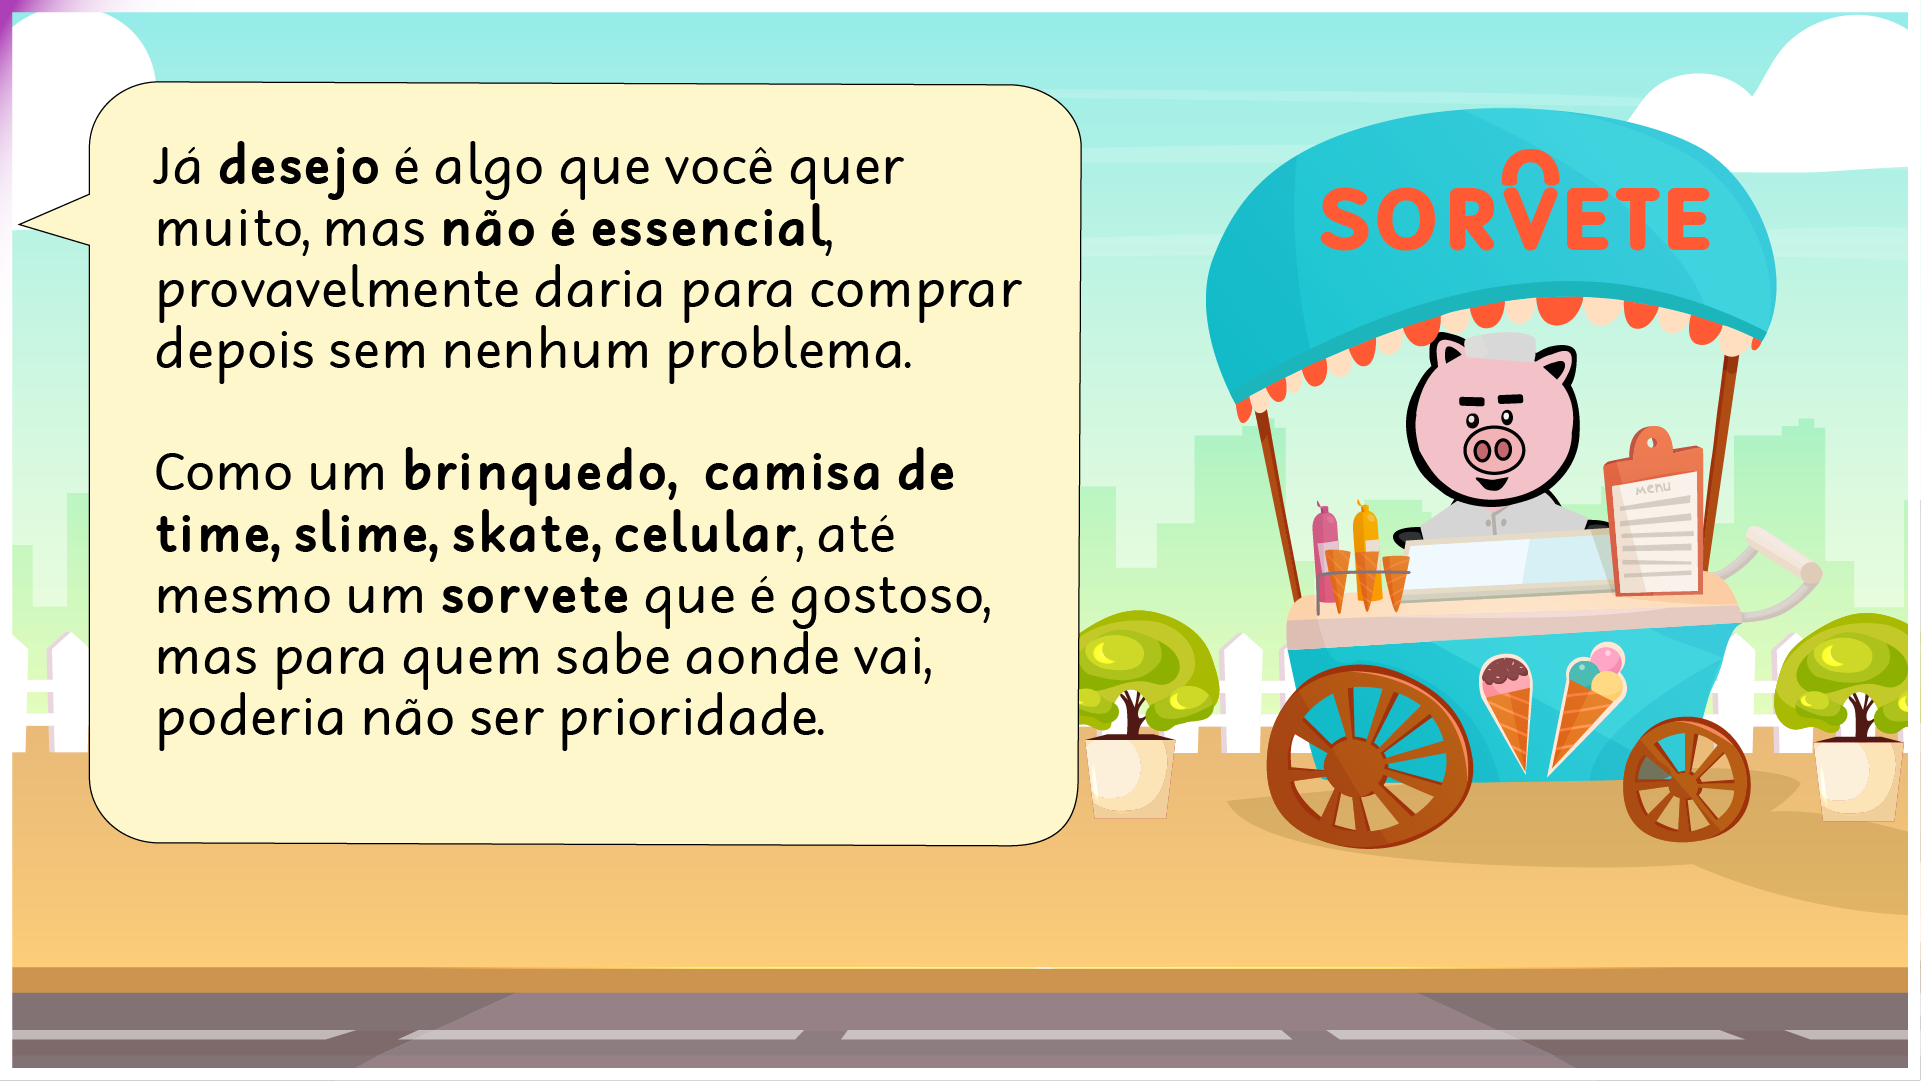 Já desejo é algo que você quer
muito, mas não é essencial,
provavelmente daria para comprar
depois sem nenhum problema.
Como um brinquedo, camisa de
time, slime, skate, celular, até
mesmo um sorvete que é gostoso,
mas para quem sabe aonde vai,
poderia não ser prioridade.
SORVETE
menu